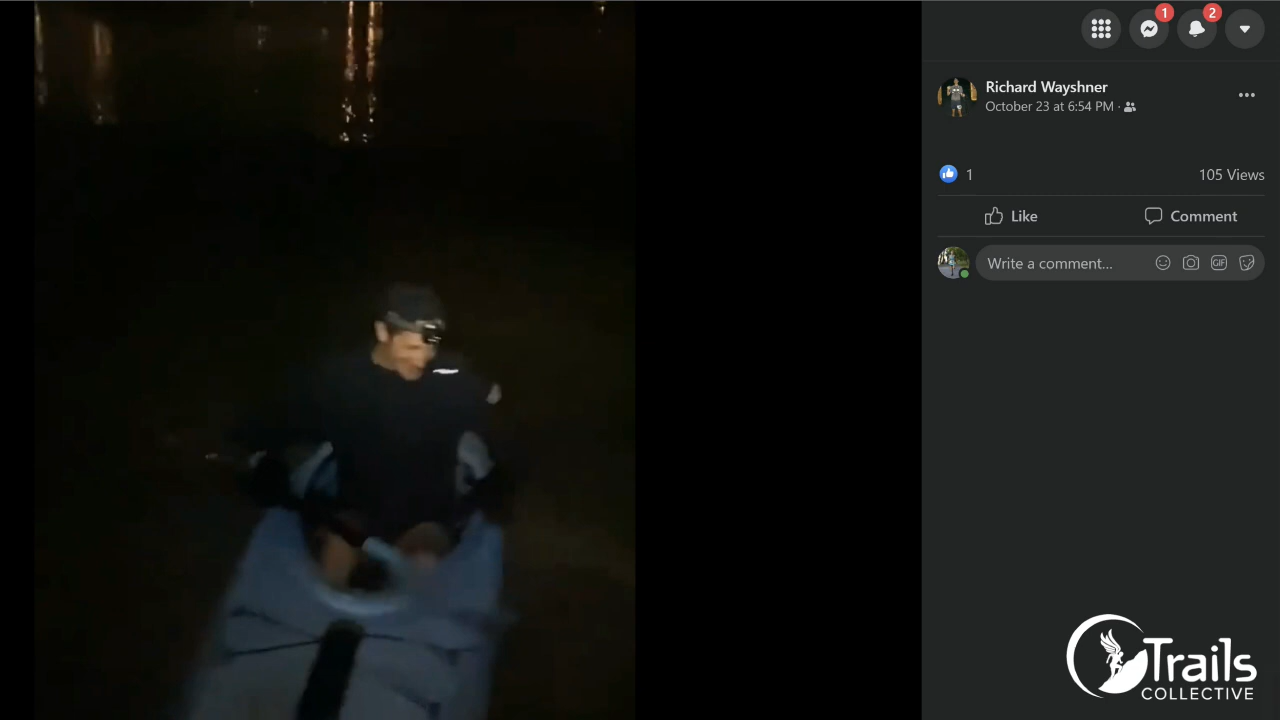 1
2
Richard Wayshner
October 23 at 6:54 PM ·
1
105 Views
Like
Comment
Write a comment...
GIF
Trails
COLLECTIVE